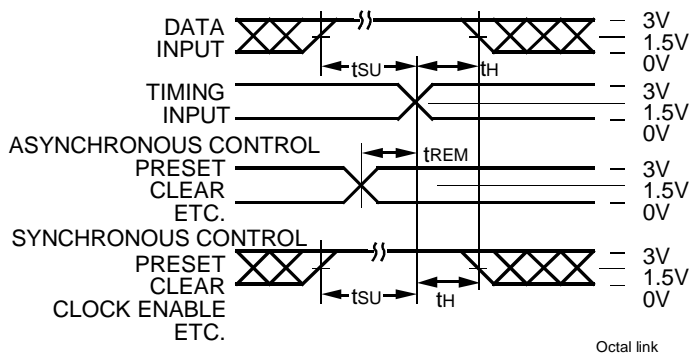 DATA
INPUT
3V
1.5V
0V
tSU
tH
TIMING
INPUT
3V
1.5V
0V
ASYNCHRONOUS CONTROL
PRESET
CLEAR
ETC.
tREM
3V
1.5V
0V
SYNCHRONOUS CONTROL
PRESET
CLEAR
CLOCK ENABLE
ETC.
tSU
tH
3V
1.5V
0V
Octal link